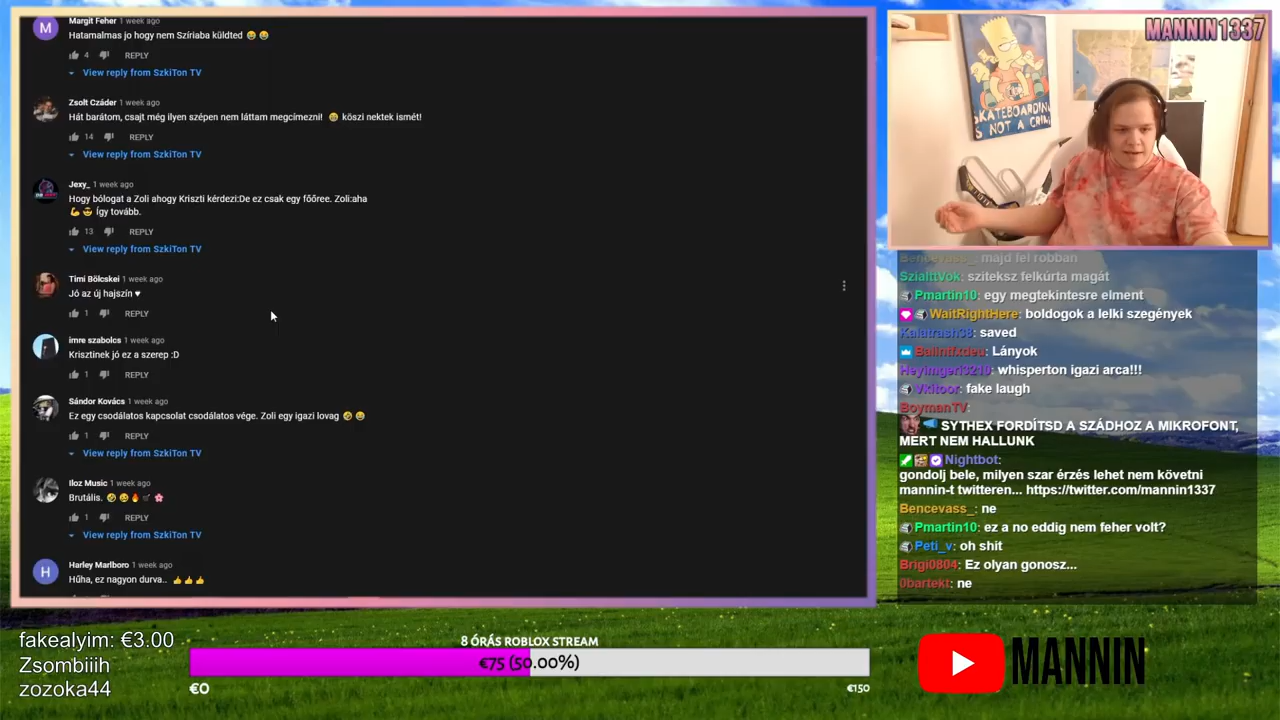 Margit Feher 1 week ago
Hatamalmas jo hogy nem Szíriaba küldted 😂 😂
4 REPLY
View reply from SzkiTon TV
Zsolt Czáder 1 week ago
Hát barátom, csajt még ilyen szépen nem láttam megcímezni! 😁 köszi nektek ismét!
14 REPLY
View reply from SzkiTon TV
Jexy_ 1 week ago
Hogy bólogat a Zoli ahogy Kriszti kérdezi:De ez csak egy főőree. Zoli:aha
💪 😎 Így tovább.
13 REPLY
View reply from SzkiTon TV
Timi Bölcskei 1 week ago
Jó az új hajszín ♥
1 REPLY
imre szabolcs 1 week ago
Krisztinek jó ez a szerep :D
1 REPLY
Sándor Kovács 1 week ago
Ez egy csodálatos kapcsolat csodálatos vége. Zoli egy igazi lovag 🤣 😂
1 REPLY
View reply from SzkiTon TV
Iloz Music 1 week ago
Brutális. 🤣 😂 🔥 💣 🌸
1 REPLY
View reply from SzkiTon TV
H
Harley Marlboro 1 week ago
Hűha, ez nagyon durva.. 👍👍👍
M
MANNIN1337
SKATEBOARDING
IS NOT A CRIM
Bencevass_: majd fel robban
SzialttVok: sziteksz felkúrta magát
Pmartin10: egy megtekintesre elment
WaitRightHere: boldogok a lelki szegények
Kalatrash38: saved
Balintfxdeu: Lányok
Heyimgeri3210: whisperton igazi arca!!!
Vkitoor: fake laugh
BoymanTV:
SYTHEX FORDÍTSD A SZÁDHOZ A MIKROFONT,
MERT NEM HALLUNK
Nightbot:
gondolj bele, milyen szar érzés lehet nem követni
mannin-t twitteren... https://twitter.com/mannin1337
Bencevass_: ne
Pmartin10: ez a no eddig nem feher volt?
Peti_v: oh shit
Brigi0804: Ez olyan gonosz...
0bartekt: ne
fakealyim: €3.00
Zsombiiih
zozoka44
8 ÓRÁS ROBLOX STREAM
€75 (50.00%)
€0
€150
MANNIN